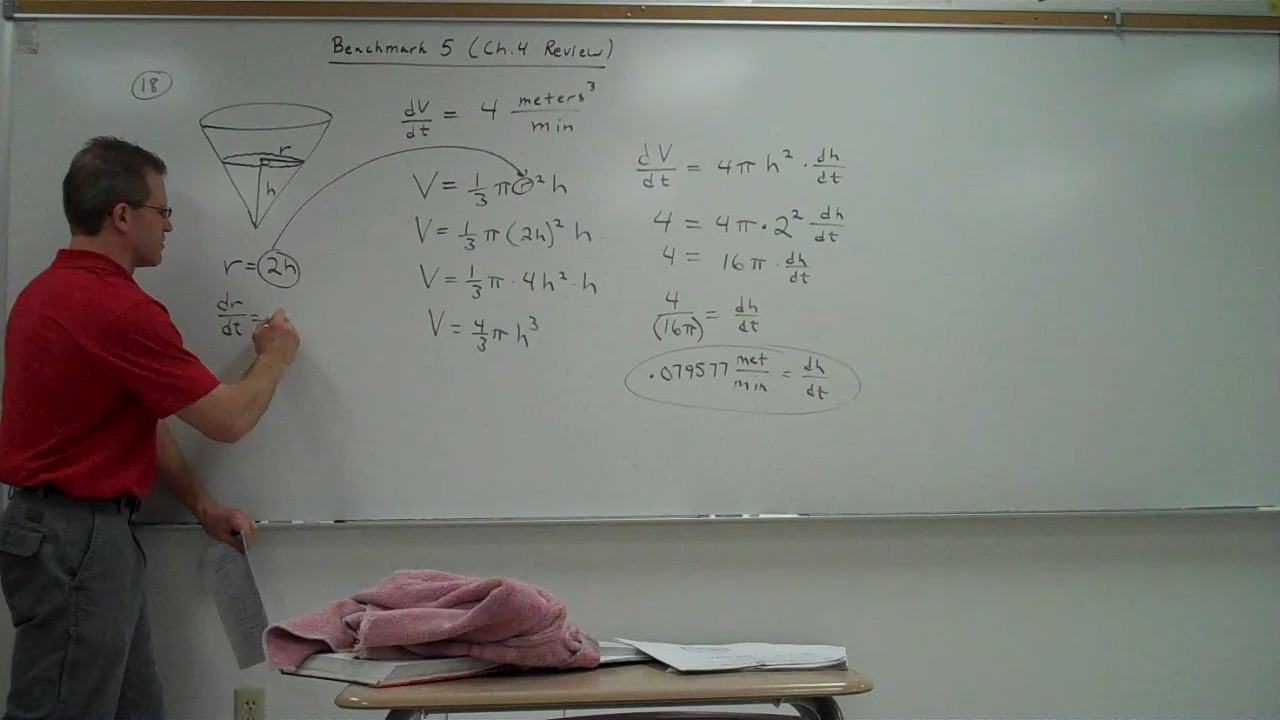 Benchmark 5 (Ch.4 Review)
18
r
h
r = 2h
dr/dt =
dV/dt = 4 meters³/min
V = 1/3 π r² h
V = 1/3 π (2h)² h
V = 1/3 π · 4h² · h
V = 4/3 π h³
dV/dt = 4π h² · dh/dt
4 = 4π · 2² dh/dt
4 = 16π · dh/dt
4/(16π) = dh/dt
.079577 met/min = dh/dt